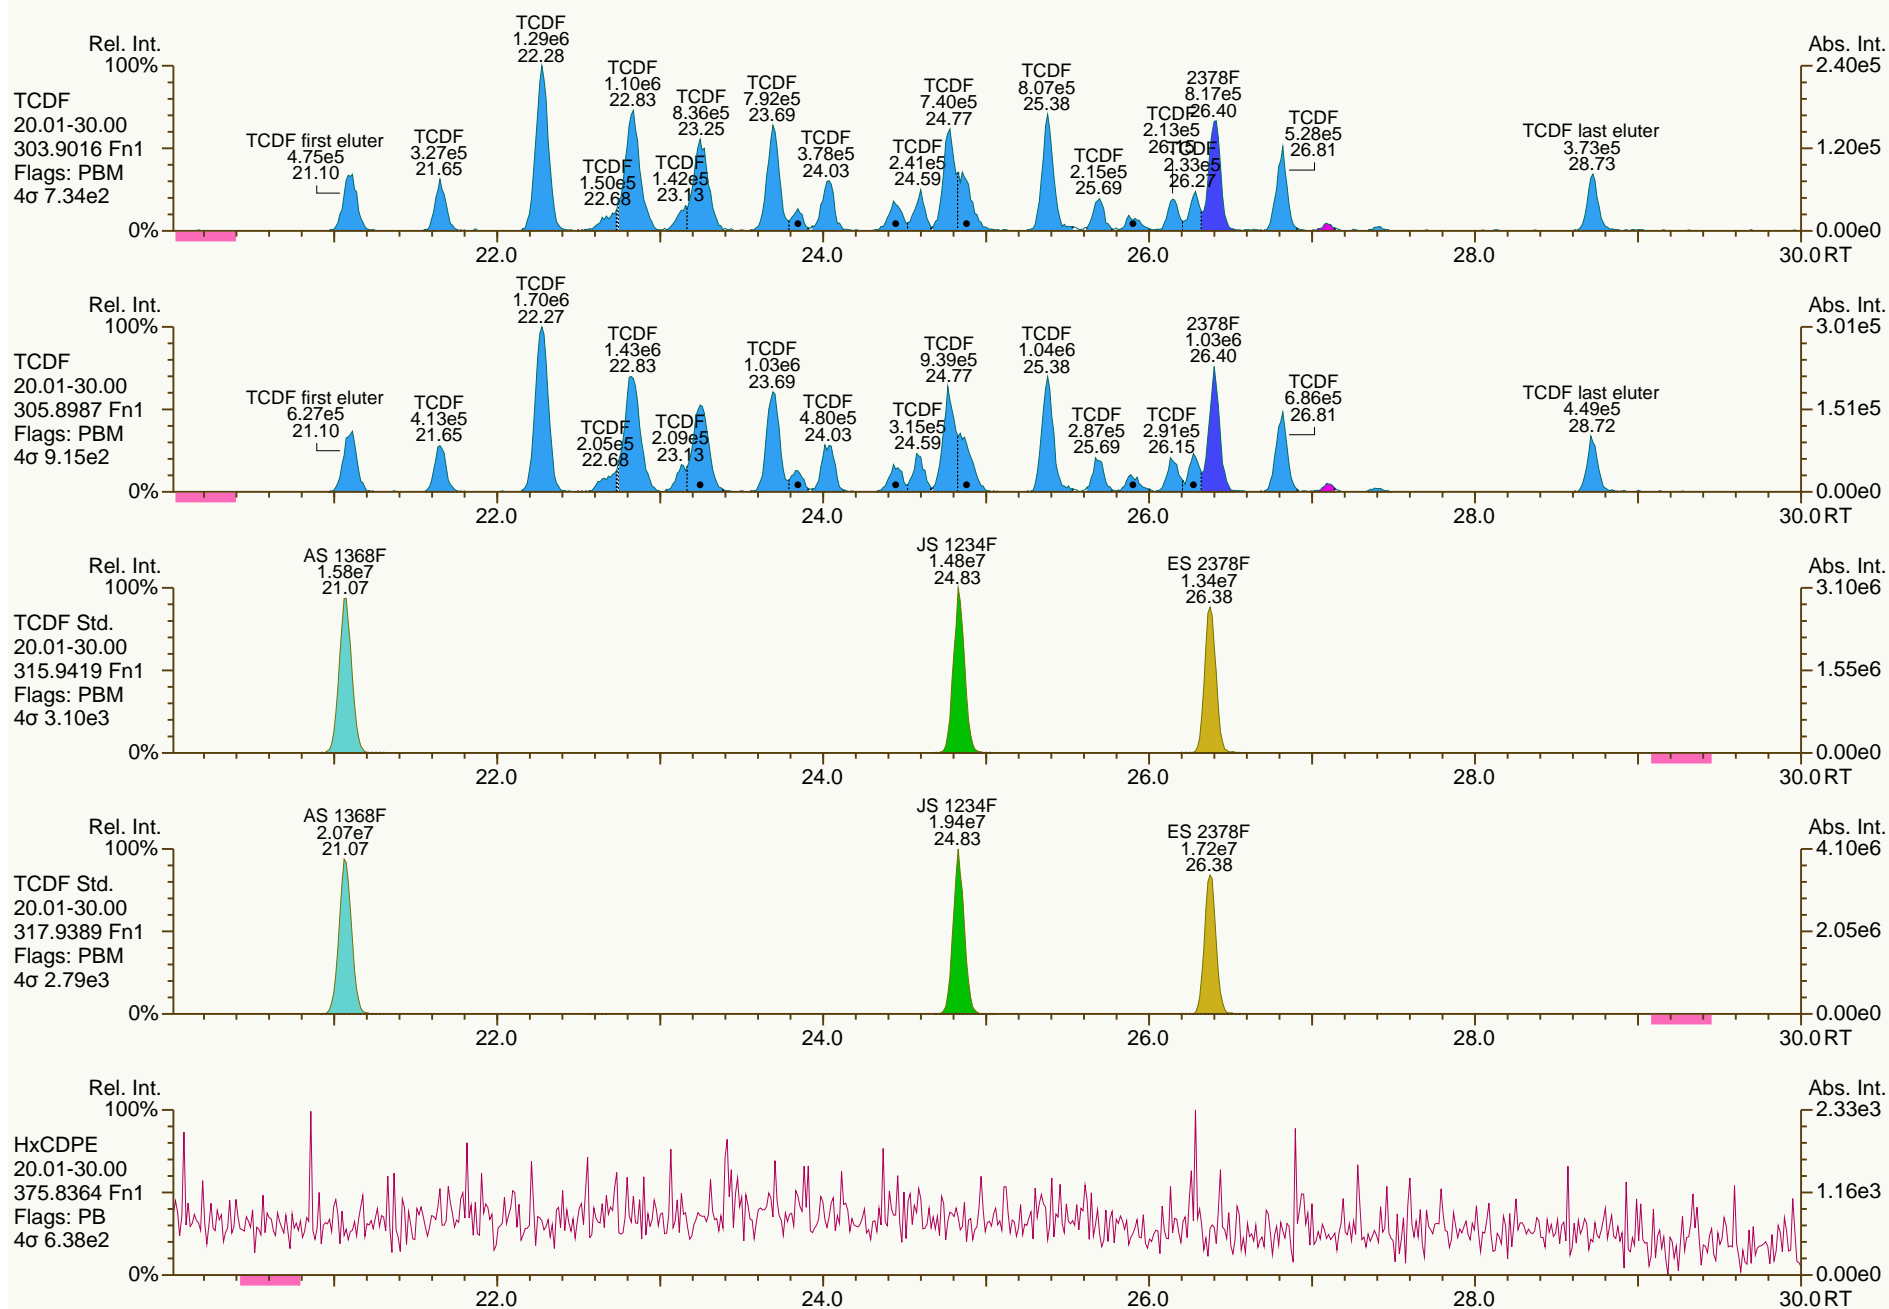 Rel. Int.
100%
0%
TCDF
20.01-30.00
303.9016 Fn1
Flags: PBM
4σ 7.34e2
TCDF first eluter
4.75e5
21.10
TCDF
3.27e5
21.65
TCDF
1.29e6
22.28
TCDF
1.50e5
22.68
TCDF
1.10e6
22.83
TCDF
1.42e5
23.13
TCDF
8.36e5
23.25
TCDF
7.92e5
23.69
TCDF
3.78e5
24.03
TCDF
2.41e5
24.59
TCDF
7.40e5
24.77
TCDF
8.07e5
25.38
TCDF
2.15e5
25.69
TCDF
2.13e5
26.15
TCDF
2.33e5
26.27
2378F
8.17e5
26.40
TCDF
5.28e5
26.81
TCDF last eluter
3.73e5
28.73
Abs. Int.
2.40e5
1.20e5
0.00e0
22.0 24.0 26.0 28.0 30.0 RT
Rel. Int.
100%
0%
TCDF
20.01-30.00
305.8987 Fn1
Flags: PBM
4σ 9.15e2
TCDF first eluter
6.27e5
21.10
TCDF
4.13e5
21.65
TCDF
1.70e6
22.27
TCDF
2.05e5
22.68
TCDF
1.43e6
22.83
TCDF
2.09e5
23.13
TCDF
1.03e6
23.69
TCDF
4.80e5
24.03
TCDF
3.15e5
24.59
TCDF
9.39e5
24.77
TCDF
1.04e6
25.38
TCDF
2.87e5
25.69
TCDF
2.91e5
26.15
2378F
1.03e6
26.40
TCDF
6.86e5
26.81
TCDF last eluter
4.49e5
28.72
Abs. Int.
3.01e5
1.51e5
0.00e0
22.0 24.0 26.0 28.0 30.0 RT
Rel. Int.
100%
0%
TCDF Std.
20.01-30.00
315.9419 Fn1
Flags: PBM
4σ 3.10e3
AS 1368F
1.58e7
21.07
JS 1234F
1.48e7
24.83
ES 2378F
1.34e7
26.38
Abs. Int.
3.10e6
1.55e6
0.00e0
22.0 24.0 26.0 28.0 30.0 RT
Rel. Int.
100%
0%
TCDF Std.
20.01-30.00
317.9389 Fn1
Flags: PBM
4σ 2.79e3
AS 1368F
2.07e7
21.07
JS 1234F
1.94e7
24.83
ES 2378F
1.72e7
26.38
Abs. Int.
4.10e6
2.05e6
0.00e0
22.0 24.0 26.0 28.0 30.0 RT
Rel. Int.
100%
0%
HxCDPE
20.01-30.00
375.8364 Fn1
Flags: PB
4σ 6.38e2
Abs. Int.
2.33e3
1.16e3
0.00e0
22.0 24.0 26.0 28.0 30.0 RT